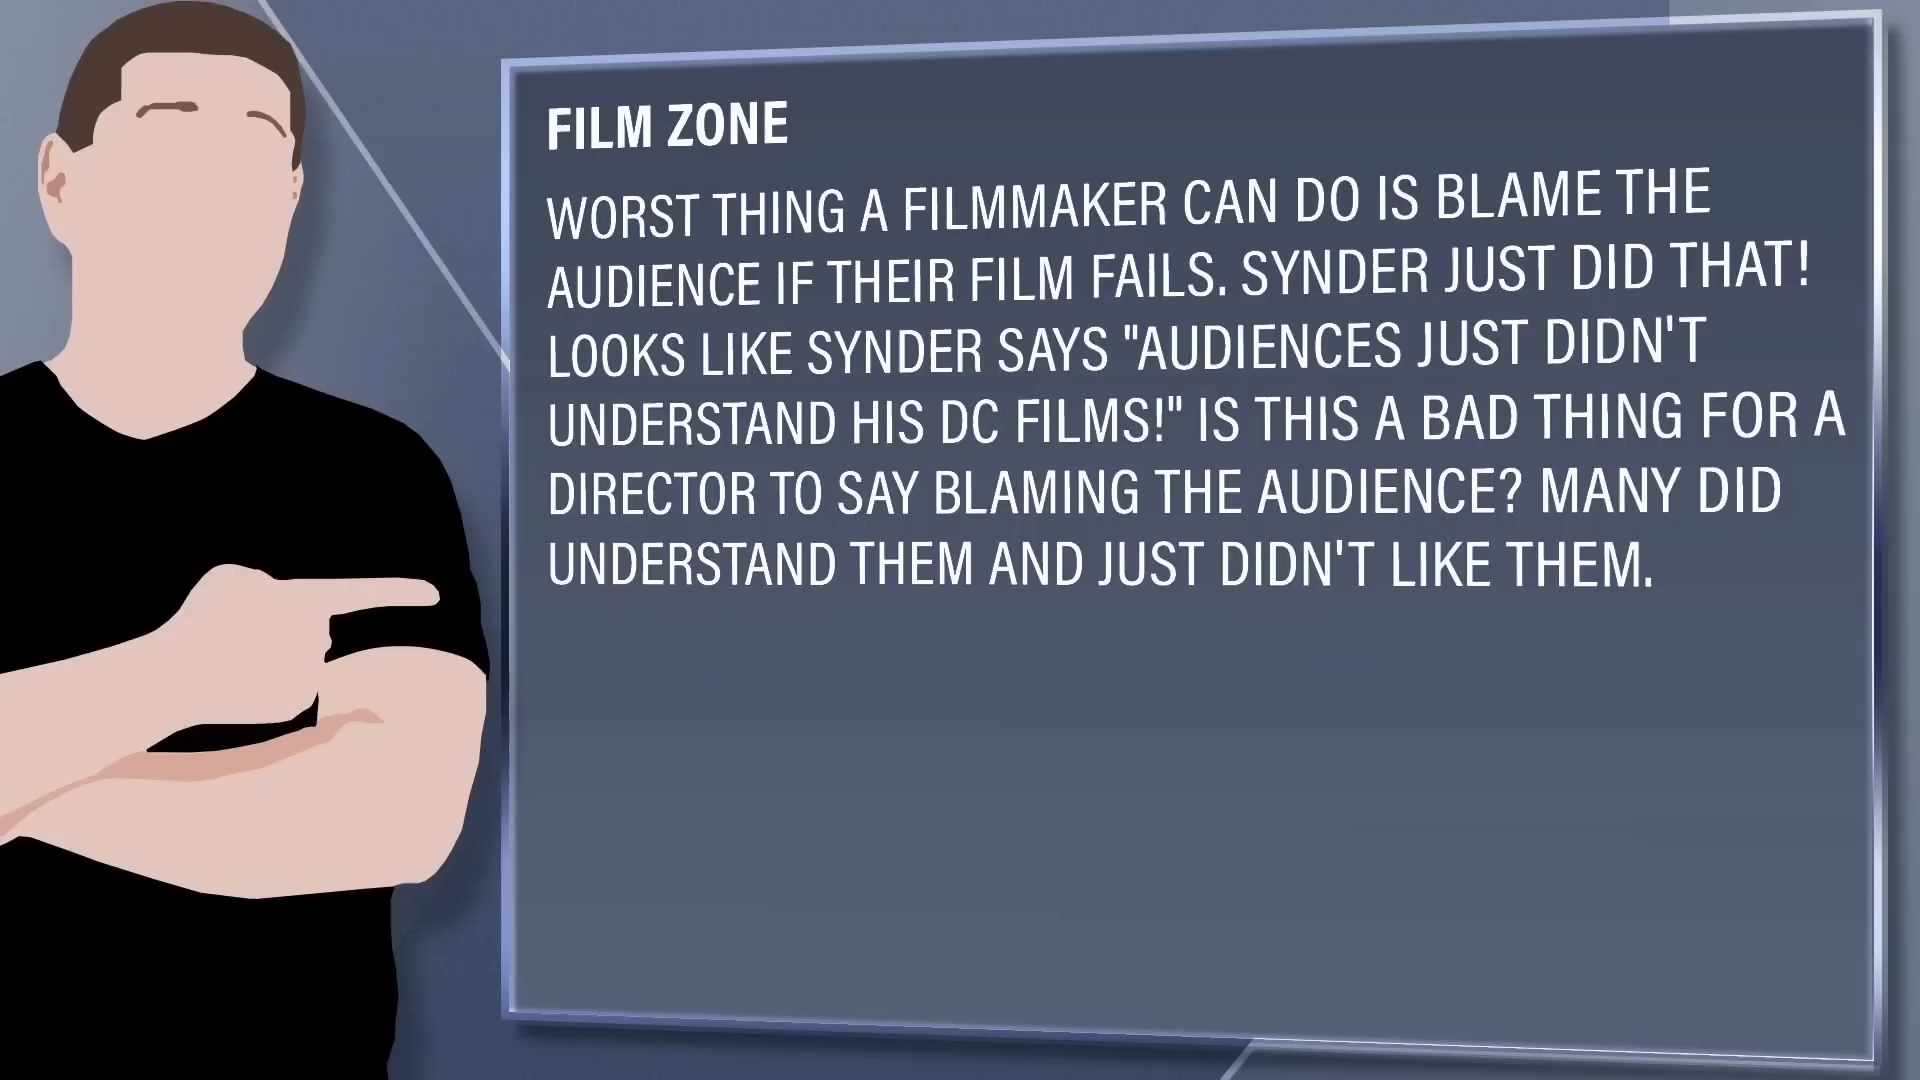 FILM ZONE
WORST THING A FILMMAKER CAN DO IS BLAME THE
AUDIENCE IF THEIR FILM FAILS. SYNDER JUST DID THAT!
LOOKS LIKE SYNDER SAYS "AUDIENCES JUST DIDN'T
UNDERSTAND HIS DC FILMS!" IS THIS A BAD THING FOR A
DIRECTOR TO SAY BLAMING THE AUDIENCE? MANY DID
UNDERSTAND THEM AND JUST DIDN'T LIKE THEM.